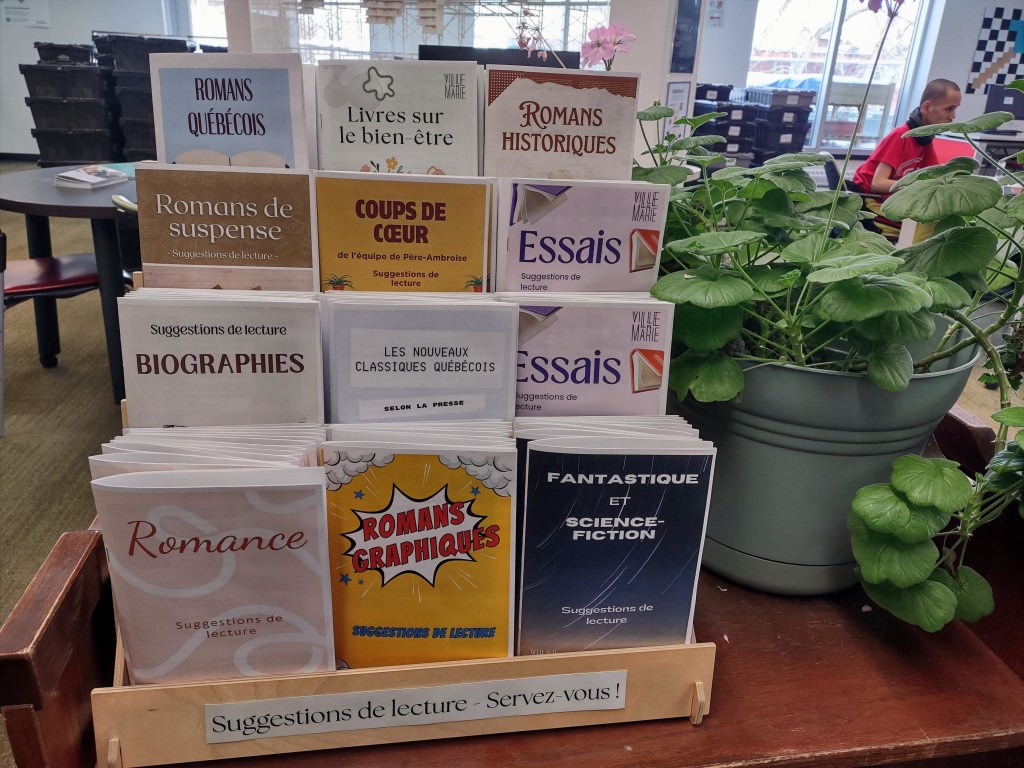 ROMANS
QUÉBÉCOIS
Livres sur
le bien-être
VILLE
MARIE
ROMANS
HISTORIQUES
Romans de
suspense
- Suggestions de lecture -
COUPS DE
CŒUR
de l'équipe de Père-Ambroise
Suggestions de
lecture
VILLE
MARIE
Essais
Suggestions de
lecture
Suggestions de lecture
BIOGRAPHIES
LES NOUVEAUX
CLASSIQUES QUÉBÉCOIS
SELON LA PRESSE
VILLE
MARIE
Essais
Suggestions de
lecture
Romance
Suggestions de
lecture
ROMANS
GRAPHIQUES
SUGGESTIONS DE LECTURE
FANTASTIQUE
ET
SCIENCE-
FICTION
Suggestions de
lecture
Suggestions de lecture - Servez-vous !